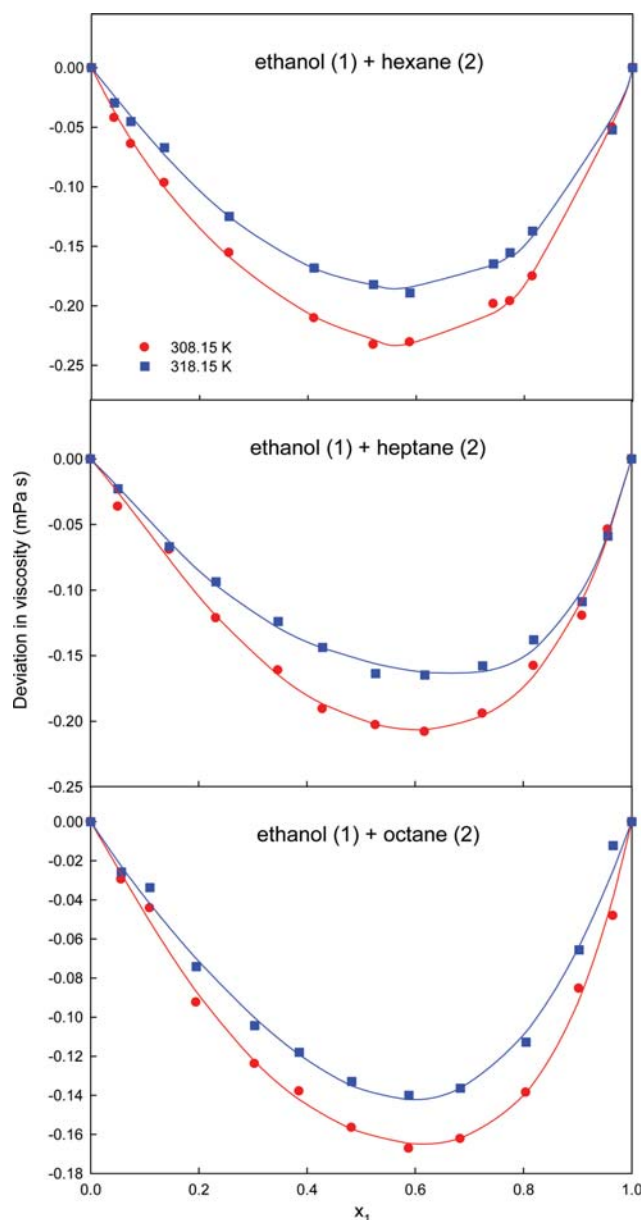 ethanol (1) + hexane (2)
0.00
-0.05
-0.10
-0.15
-0.20
-0.25
308.15 K
318.15 K
ethanol (1) + heptane (2)
0.00
-0.05
-0.10
-0.15
-0.20
-0.25
Deviation in viscosity (mPa s)
ethanol (1) + octane (2)
0.00
-0.02
-0.04
-0.06
-0.08
-0.10
-0.12
-0.14
-0.16
-0.18
0.0 0.2 0.4 0.6 0.8 1.0
x₁